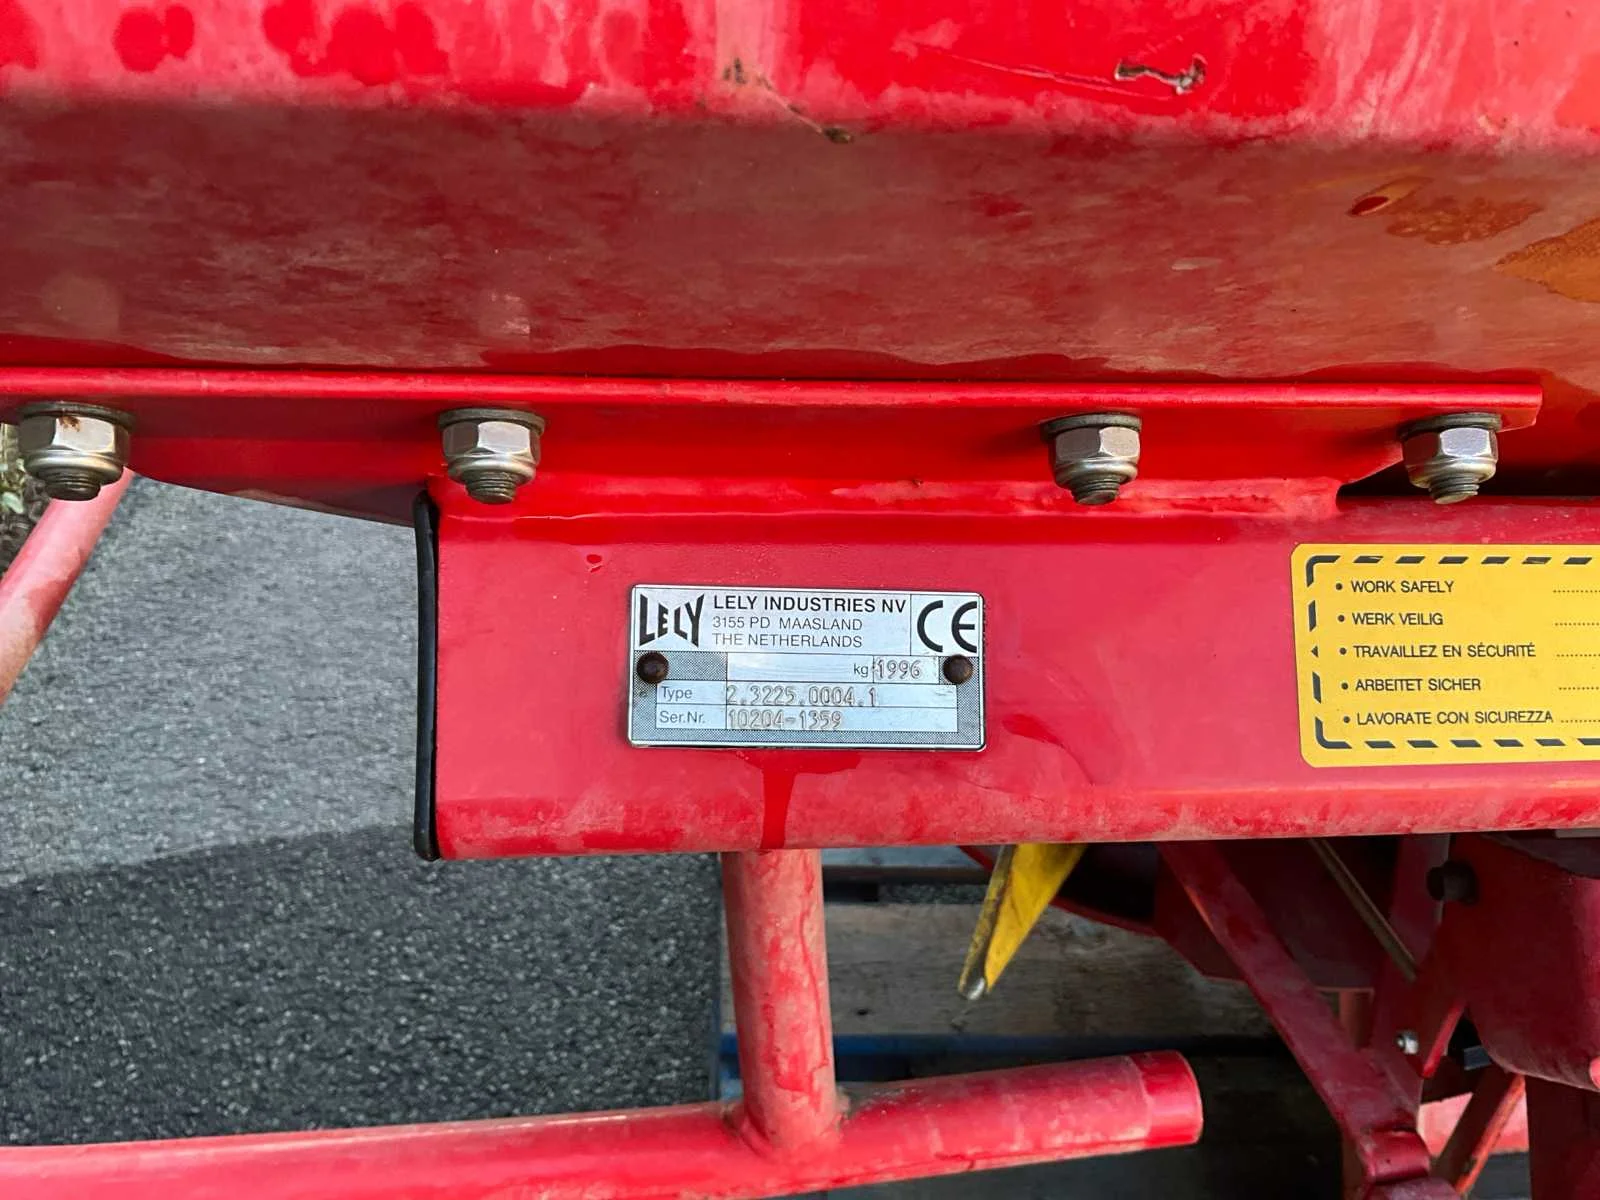 LELY
LELY INDUSTRIES NV
3155 PD MAASLAND
THE NETHERLANDS
CE
kg 1996
Type 2.3225.0004.1
Ser.Nr. 10204-1359
• WORK SAFELY ..........
• WERK VEILIG ..........
• TRAVAILLEZ EN SÉCURITÉ ..........
• ARBEITET SICHER ..........
• LAVORATE CON SICUREZZA ..........